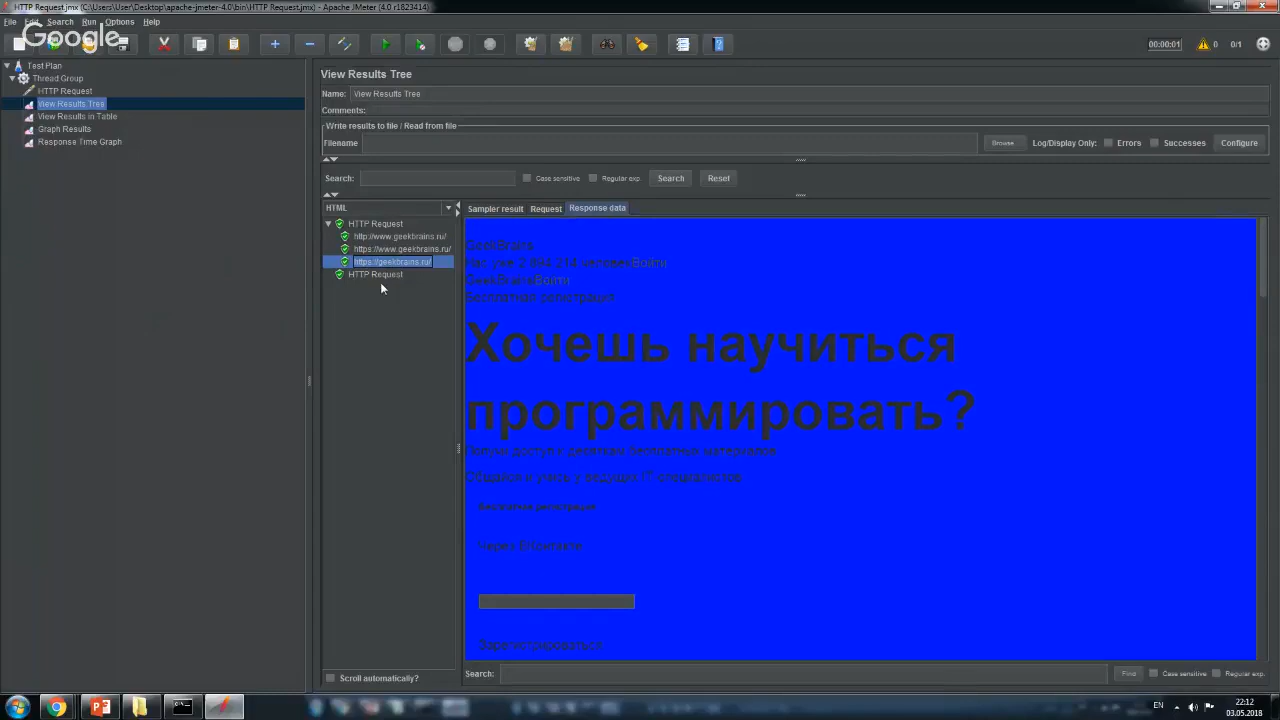 HTTP Request.jmx (C:\Users\User\Desktop\apache-jmeter-4.0\bin\HTTP Request.jmx) - Apache JMeter (4.0 r1823414)
File Edit Search Run Options Help
Google
00:00:01 0 0/1
Test Plan
Thread Group
HTTP Request
View Results Tree
View Results in Table
Graph Results
Response Time Graph
View Results Tree
Name: View Results Tree
Comments:
Write results to file / Read from file
Filename Browse... Log/Display Only: Errors Successes Configure
Search: Case sensitive Regular exp. Search Reset
HTML
HTTP Request
http://www.geekbrains.ru/
https://www.geekbrains.ru/
https://geekbrains.ru/
HTTP Request
Scroll automatically?
Sampler result Request Response data
GeekBrains
Нас уже 2 894 214 человекВойти
GeekBrainsВойти
Бесплатная регистрация
Хочешь научиться
программировать?
Получи доступ к десяткам бесплатных материалов
Общайся и учись у ведущих IT-специалистов
Бесплатная регистрация
Через ВКонтакте
Зарегистрироваться
Search: Find Case sensitive Regular exp.
EN 22:12
03.05.2018